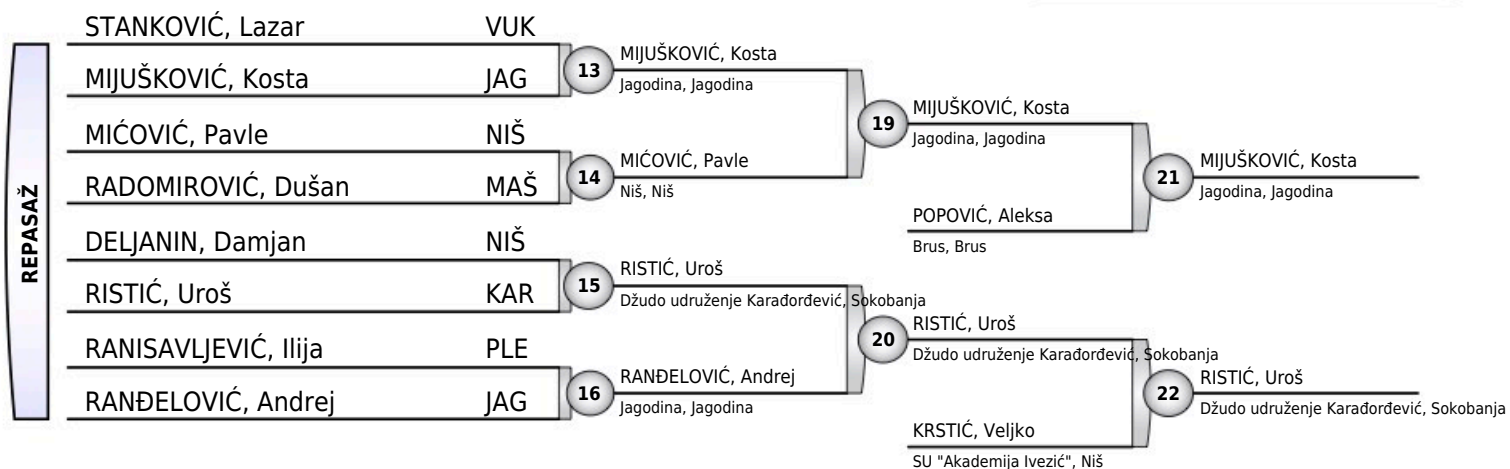 REPASAŽ
STANKOVIĆ, Lazar VUK
MIJUŠKOVIĆ, Kosta JAG
MIĆOVIĆ, Pavle NIŠ
RADOMIROVIĆ, Dušan MAŠ
DELJANIN, Damjan NIŠ
RISTIĆ, Uroš KAR
RANISAVLJEVIĆ, Ilija PLE
RANĐELOVIĆ, Andrej JAG
13
MIJUŠKOVIĆ, Kosta
Jagodina, Jagodina
14
MIĆOVIĆ, Pavle
Niš, Niš
15
RISTIĆ, Uroš
Džudo udruženje Karađorđević, Sokobanja
16
RANĐELOVIĆ, Andrej
Jagodina, Jagodina
19
MIJUŠKOVIĆ, Kosta
Jagodina, Jagodina
POPOVIĆ, Aleksa
Brus, Brus
20
RISTIĆ, Uroš
Džudo udruženje Karađorđević, Sokobanja
KRSTIĆ, Veljko
SU "Akademija Ivezić", Niš
21
MIJUŠKOVIĆ, Kosta
Jagodina, Jagodina
22
RISTIĆ, Uroš
Džudo udruženje Karađorđević, Sokobanja